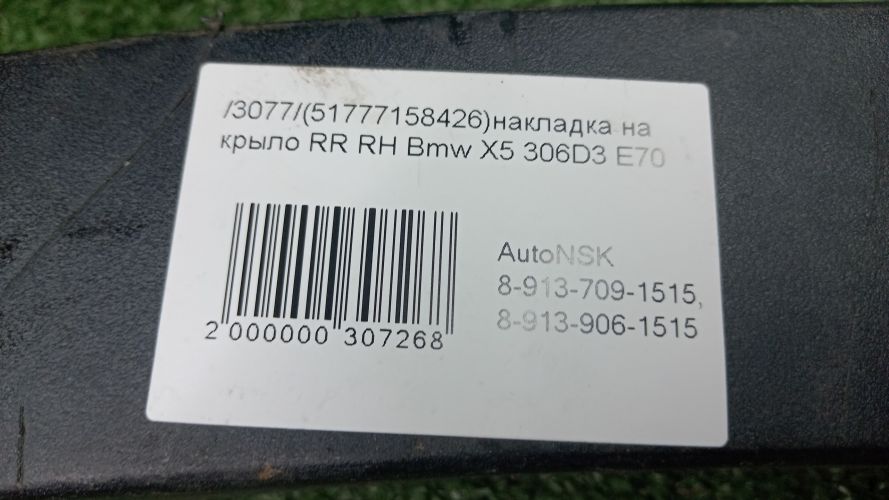 /3077/(51777158426)накладка на
крыло RR RH Bmw X5 306D3 E70
AutoNSK
8-913-709-1515,
8-913-906-1515
2 000000 307268